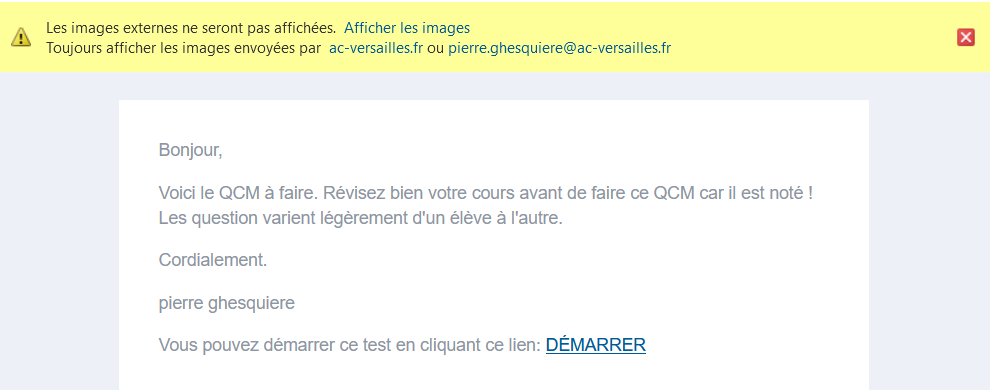 Les images externes ne seront pas affichées. Afficher les images
Toujours afficher les images envoyées par ac-versailles.fr ou pierre.ghesquiere@ac-versailles.fr
Bonjour,
Voici le QCM à faire. Révisez bien votre cours avant de faire ce QCM car il est noté !
Les question varient légèrement d'un élève à l'autre.
Cordialement.
pierre ghesquiere
Vous pouvez démarrer ce test en cliquant ce lien: DÉMARRER